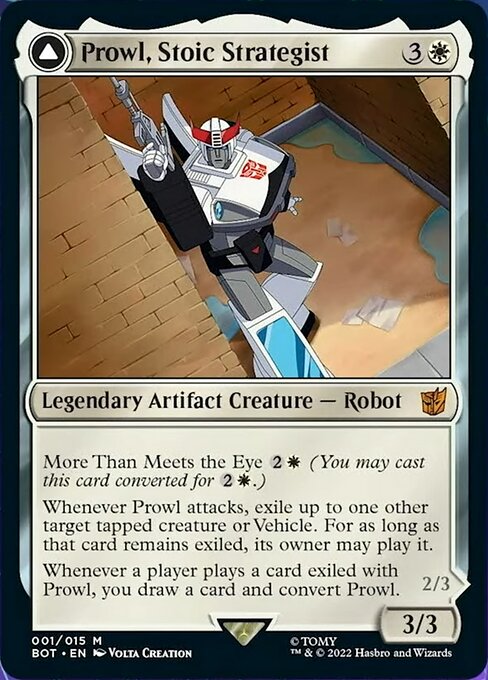 Prowl, Stoic Strategist 3
Legendary Artifact Creature — Robot
More Than Meets the Eye 2 (You may cast
this card converted for 2 .)
Whenever Prowl attacks, exile up to one other
target tapped creature or Vehicle. For as long as
that card remains exiled, its owner may play it.
Whenever a player plays a card exiled with
Prowl, you draw a card and convert Prowl.
2/3
3/3
001/015 M
BOT • EN VOLTA CREATION
© TOMY
™ & © 2022 Hasbro and Wizards